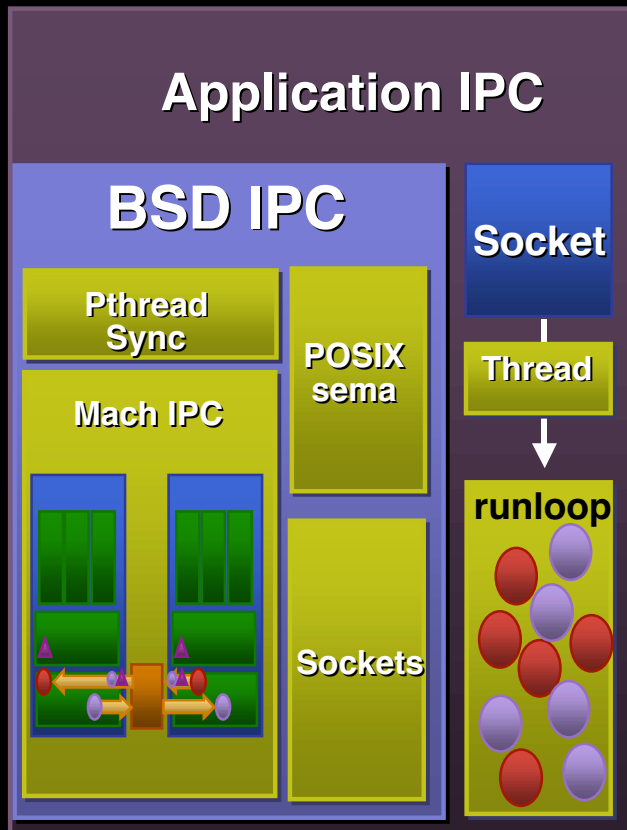 Application IPC
BSD IPC
Pthread
Sync
Mach IPC
POSIX
sema
Sockets
Socket
Thread
runloop